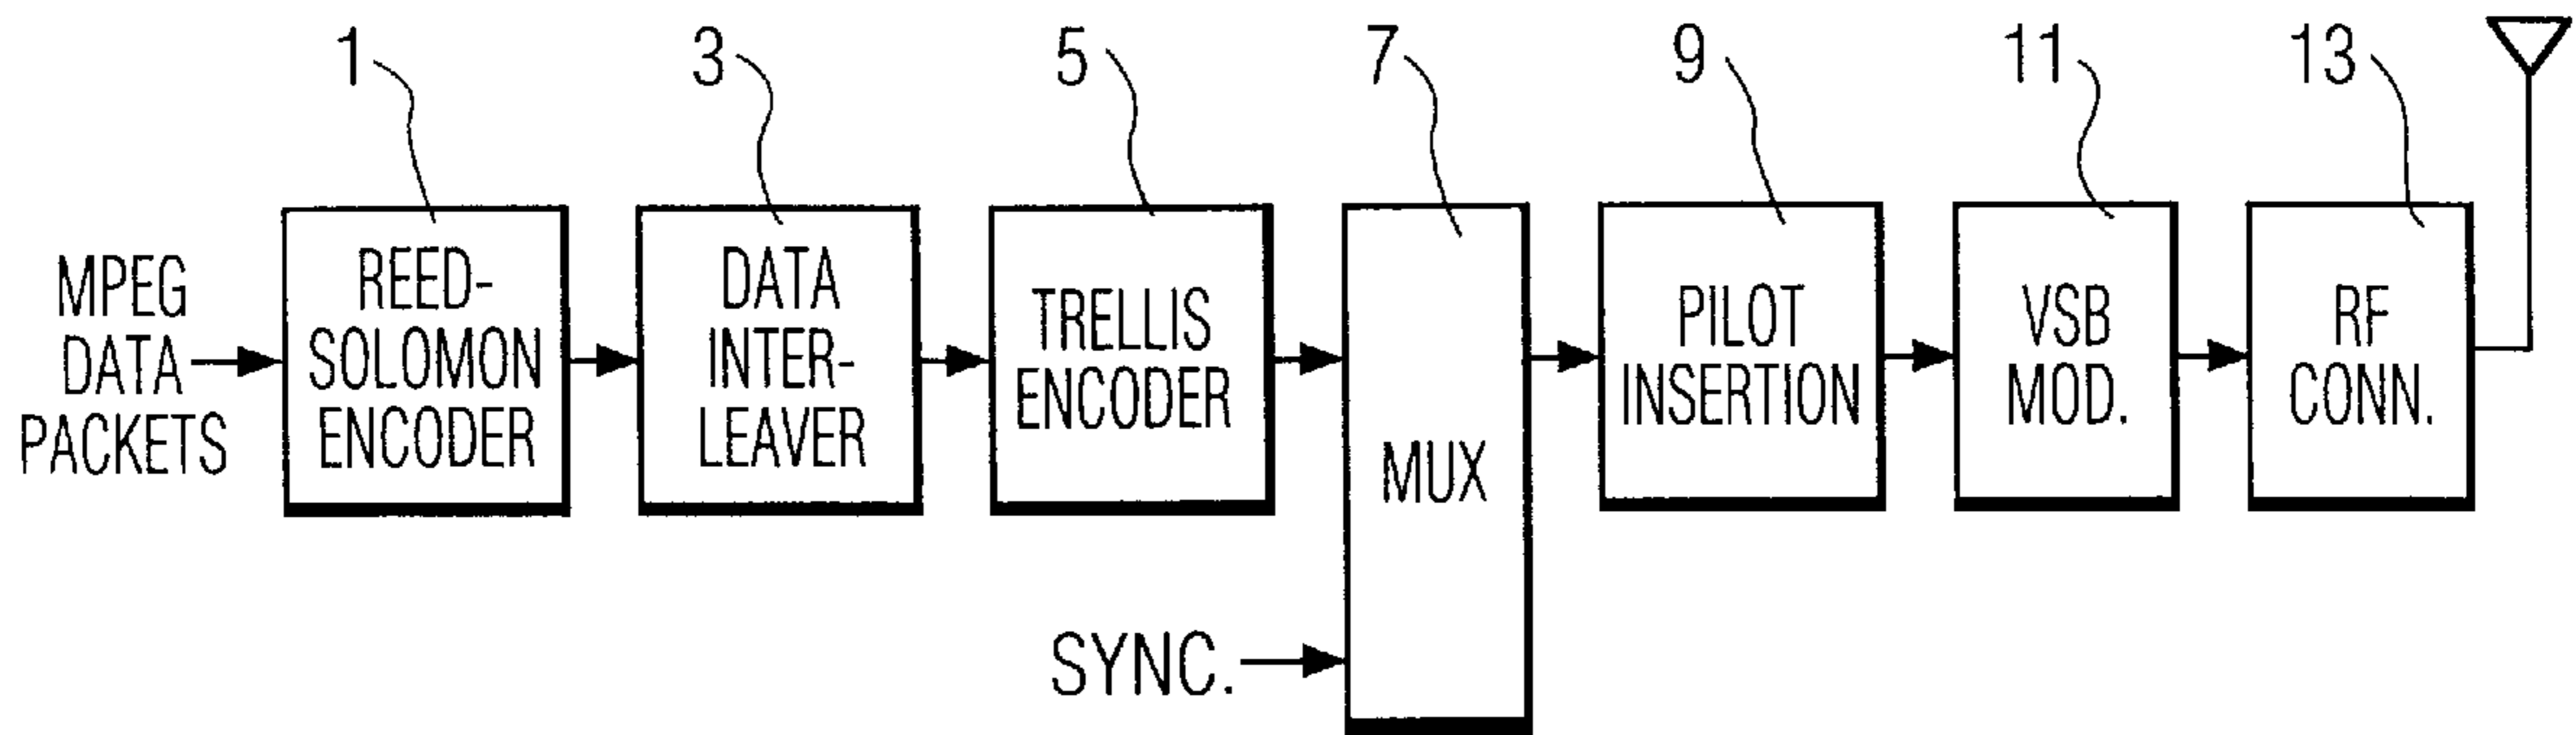 1
3
5
7
9
11
13
MPEG
DATA
PACKETS
REED-
SOLOMON
ENCODER
DATA
INTER-
LEAVER
TRELLIS
ENCODER
MUX
SYNC.
PILOT
INSERTION
VSB
MOD.
RF
CONN.